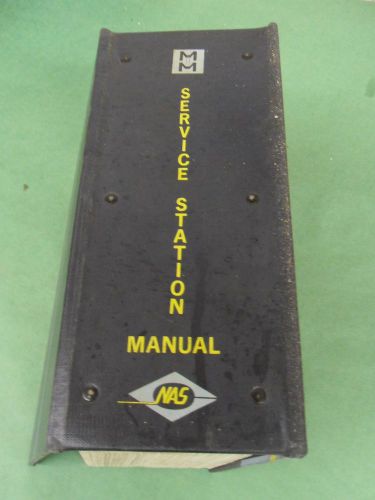 MM
SERVICE STATION
MANUAL
NAS